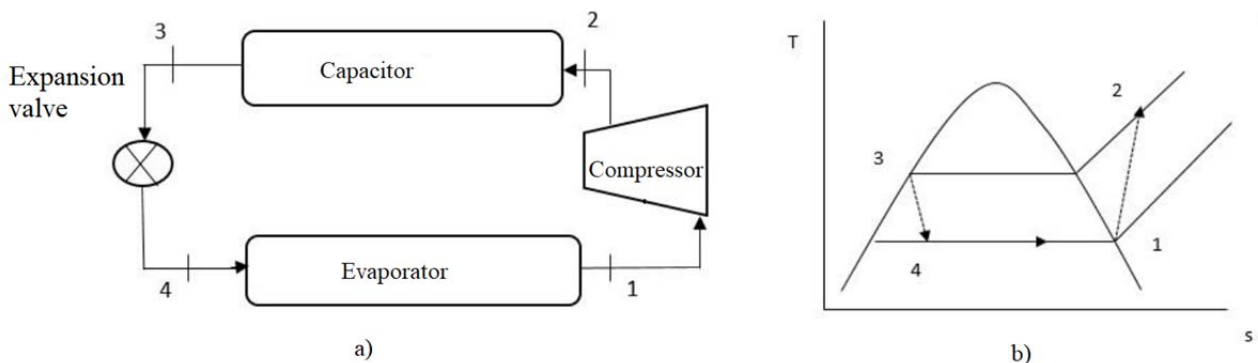 3
2
Capacitor
Expansion
valve
Compressor
Evaporator
4
1
a)
T
2
3
4
1
s
b)